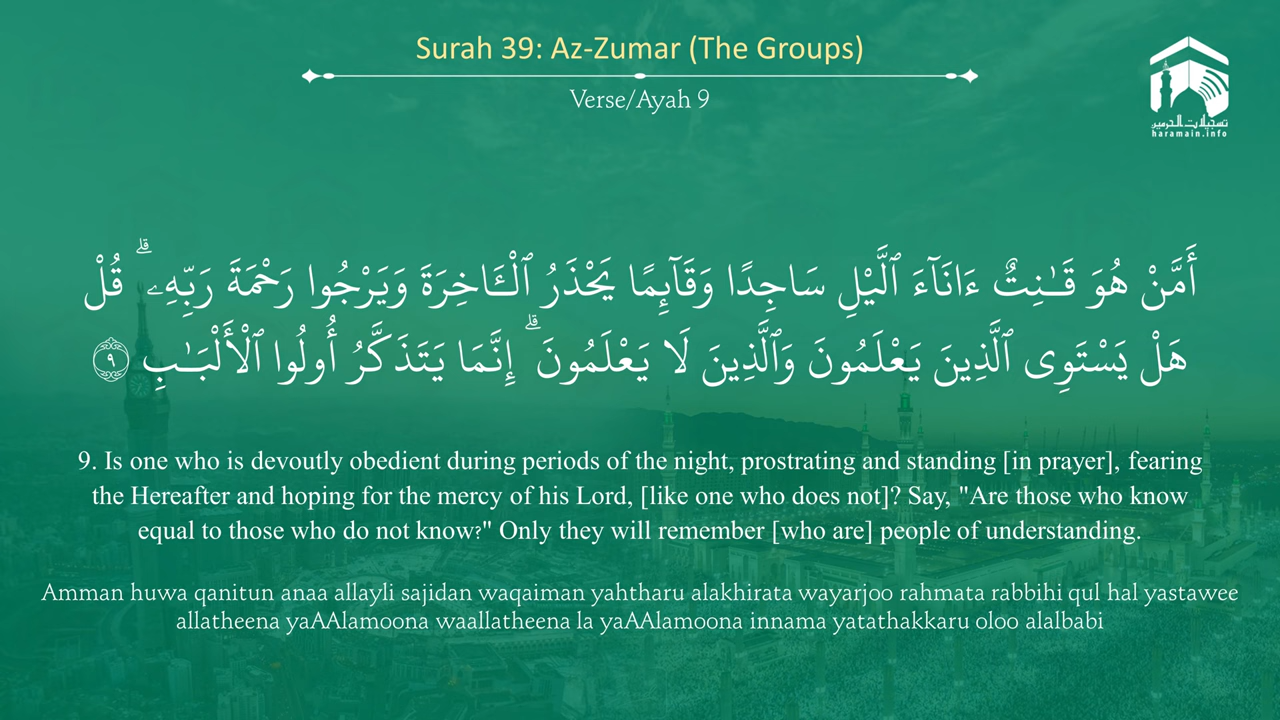 Surah 39: Az-Zumar (The Groups)
Verse/Ayah 9
تسجيلات الحرمين
haramain.info
أَمَّنْ هُوَ قَـٰنِتٌ ءَانَآءَ ٱلَّيْلِ سَاجِدًا وَقَآئِمًا يَحْذَرُ ٱلْـَٔاخِرَةَ وَيَرْجُوا رَحْمَةَ رَبِّهِۦ ۗ قُلْ
هَلْ يَسْتَوِى ٱلَّذِينَ يَعْلَمُونَ وَٱلَّذِينَ لَا يَعْلَمُونَ ۗ إِنَّمَا يَتَذَكَّرُ أُولُوا ٱلْأَلْبَـٰبِ ٩
9. Is one who is devoutly obedient during periods of the night, prostrating and standing [in prayer], fearing
the Hereafter and hoping for the mercy of his Lord, [like one who does not]? Say, "Are those who know
equal to those who do not know?" Only they will remember [who are] people of understanding.
Amman huwa qanitun anaa allayli sajidan waqaiman yahtharu alakhirata wayarjoo rahmata rabbihi qul hal yastawee
allatheena yaAAlamoona waallatheena la yaAAlamoona innama yatathakkaru oloo alalbabi